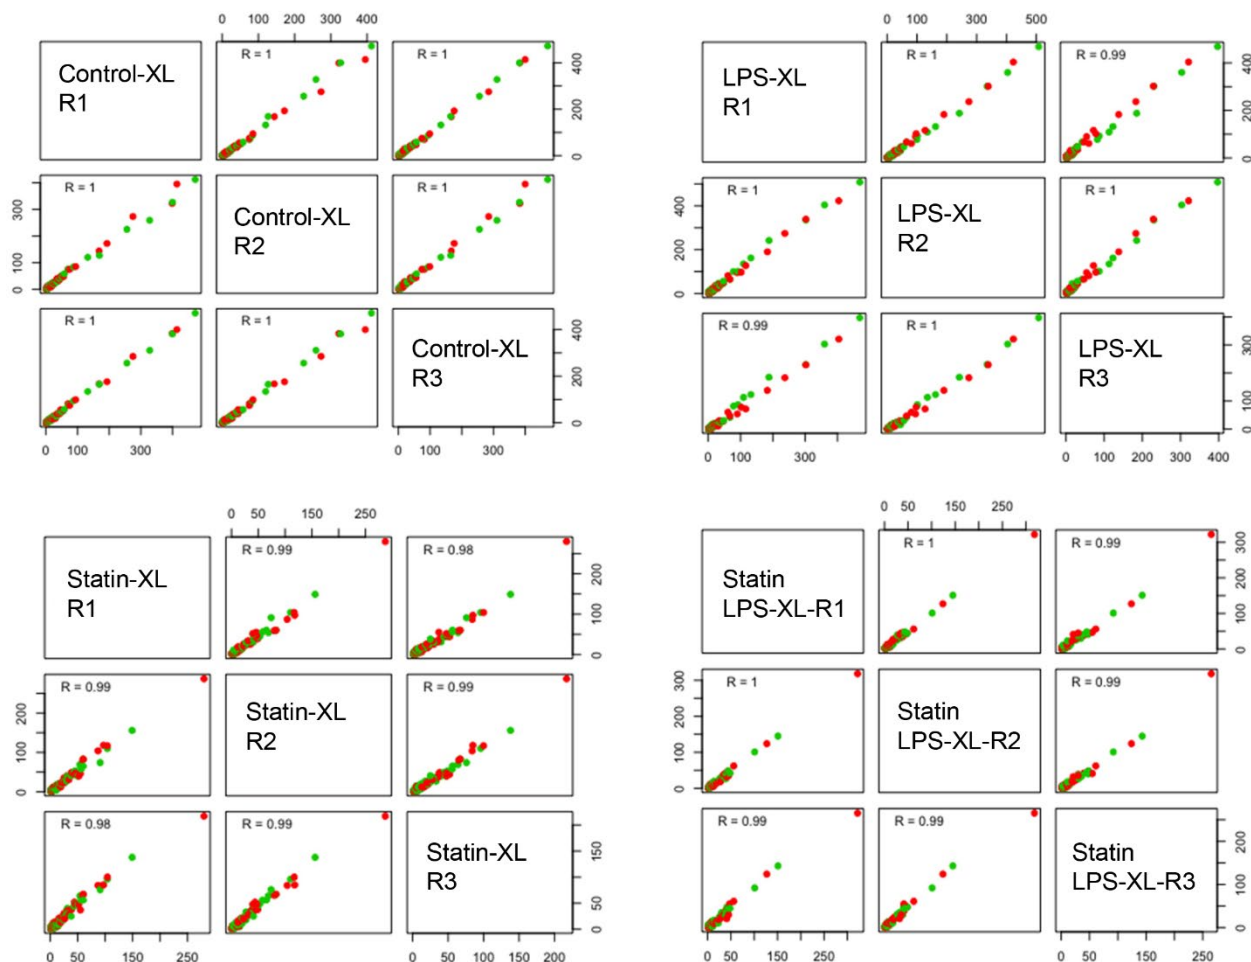 0 100 200 300 400
Control-XL
R1
R = 1
R = 1
400
200
0
300
100
0
R = 1
Control-XL
R2
R = 1
R = 1
R = 1
Control-XL
R3
400
200
0
0 100 300
0 100 300
0 100 300 500
LPS-XL
R1
R = 1
R = 0.99
400
200
0
400
200
0
R = 1
LPS-XL
R2
R = 1
R = 0.99
R = 1
LPS-XL
R3
300
100
0
0 100 300
0 100 200 300 400
0 50 150 250
Statin-XL
R1
R = 0.99
R = 0.98
200
100
0
200
100
0
R = 0.99
Statin-XL
R2
R = 0.99
R = 0.98
R = 0.99
Statin-XL
R3
150
50
0
0 50 150 250
0 50 100 150 200
0 50 150 250
Statin
LPS-XL-R1
R = 1
R = 0.99
300
200
100
0
300
200
100
0
R = 1
Statin
LPS-XL-R2
R = 0.99
R = 0.99
R = 0.99
Statin
LPS-XL-R3
200
100
0
0 50 150 250
0 50 150 250